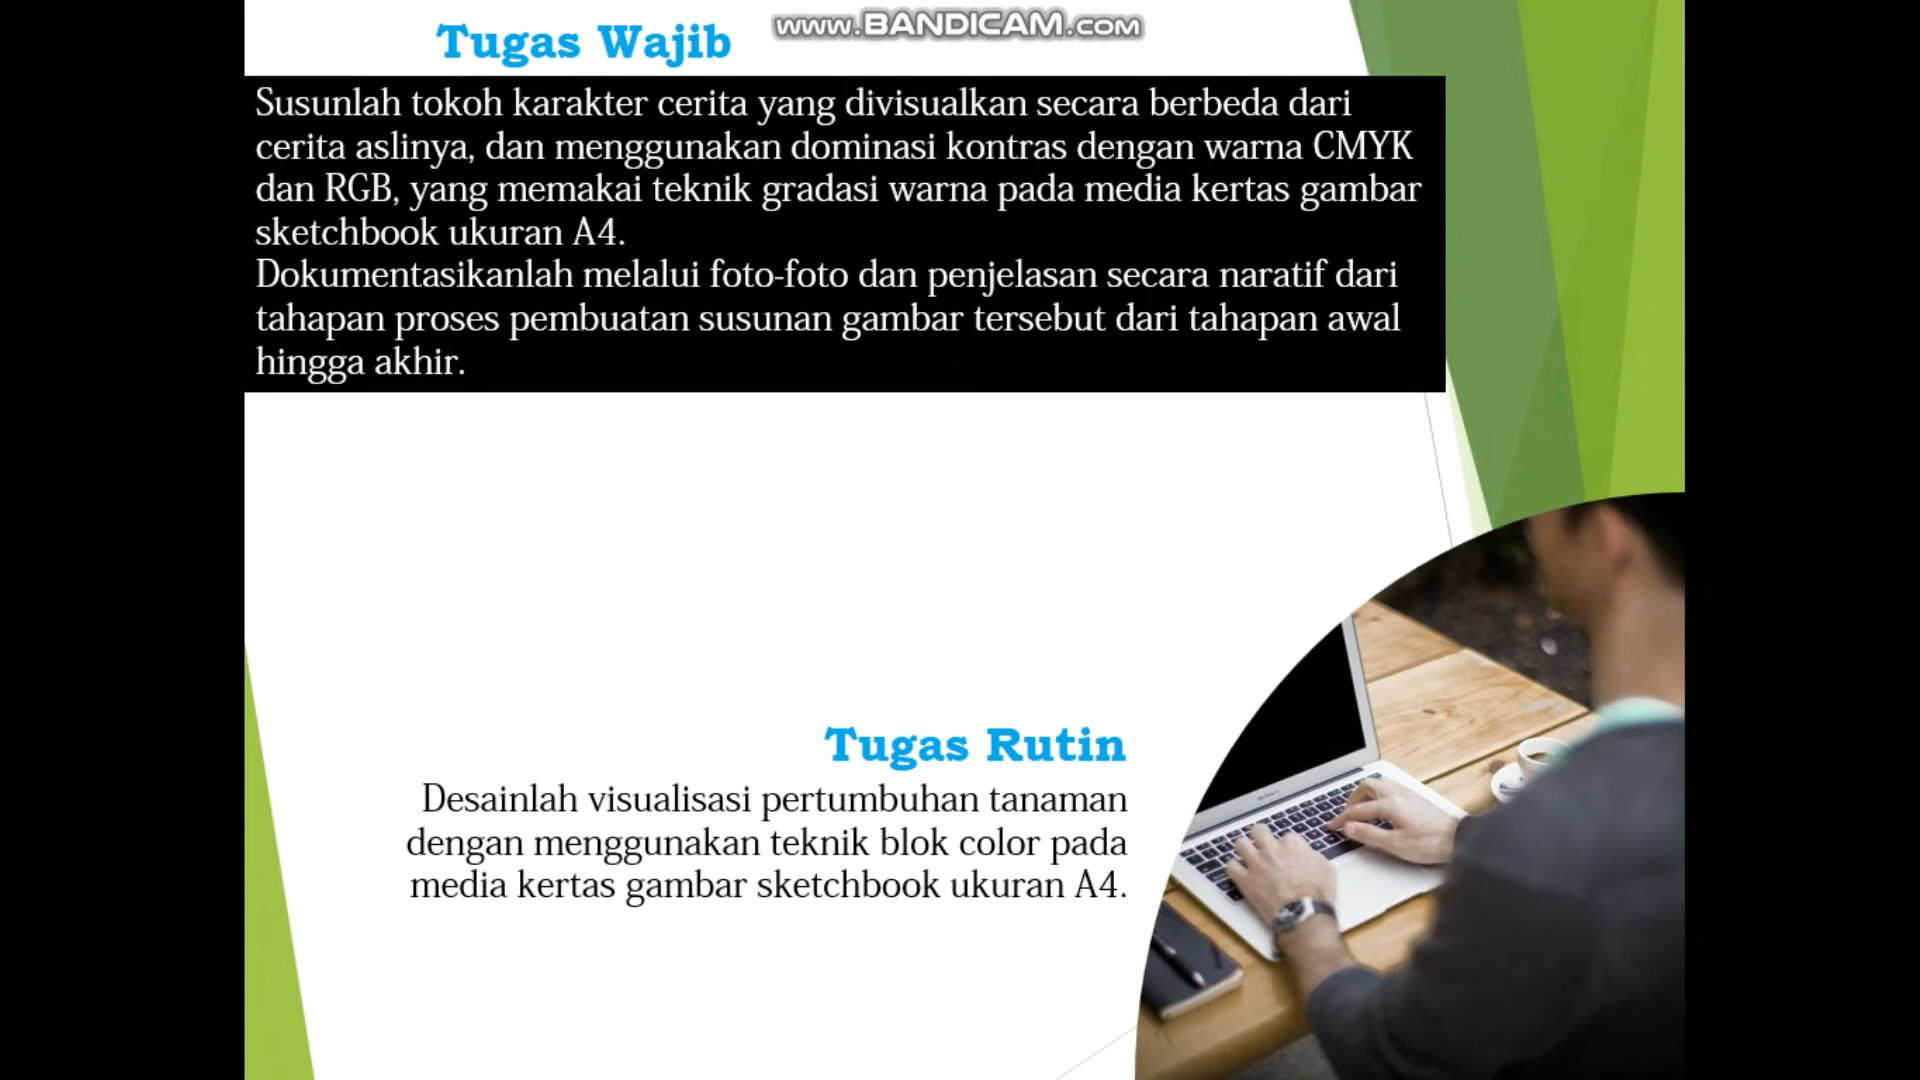 Tugas Wajib
www.BANDICAM.com
Susunlah tokoh karakter cerita yang divisualkan secara berbeda dari
cerita aslinya, dan menggunakan dominasi kontras dengan warna CMYK
dan RGB, yang memakai teknik gradasi warna pada media kertas gambar
sketchbook ukuran A4.
Dokumentasikanlah melalui foto-foto dan penjelasan secara naratif dari
tahapan proses pembuatan susunan gambar tersebut dari tahapan awal
hingga akhir.
Tugas Rutin
Desainlah visualisasi pertumbuhan tanaman
dengan menggunakan teknik blok color pada
media kertas gambar sketchbook ukuran A4.